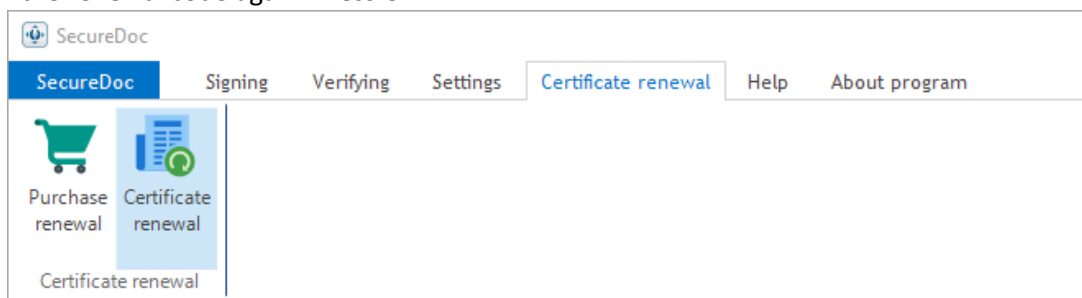 SecureDoc
SecureDoc Signing Verifying Settings Certificate renewal Help About program
Purchase renewal
Certificate renewal
Certificate renewal